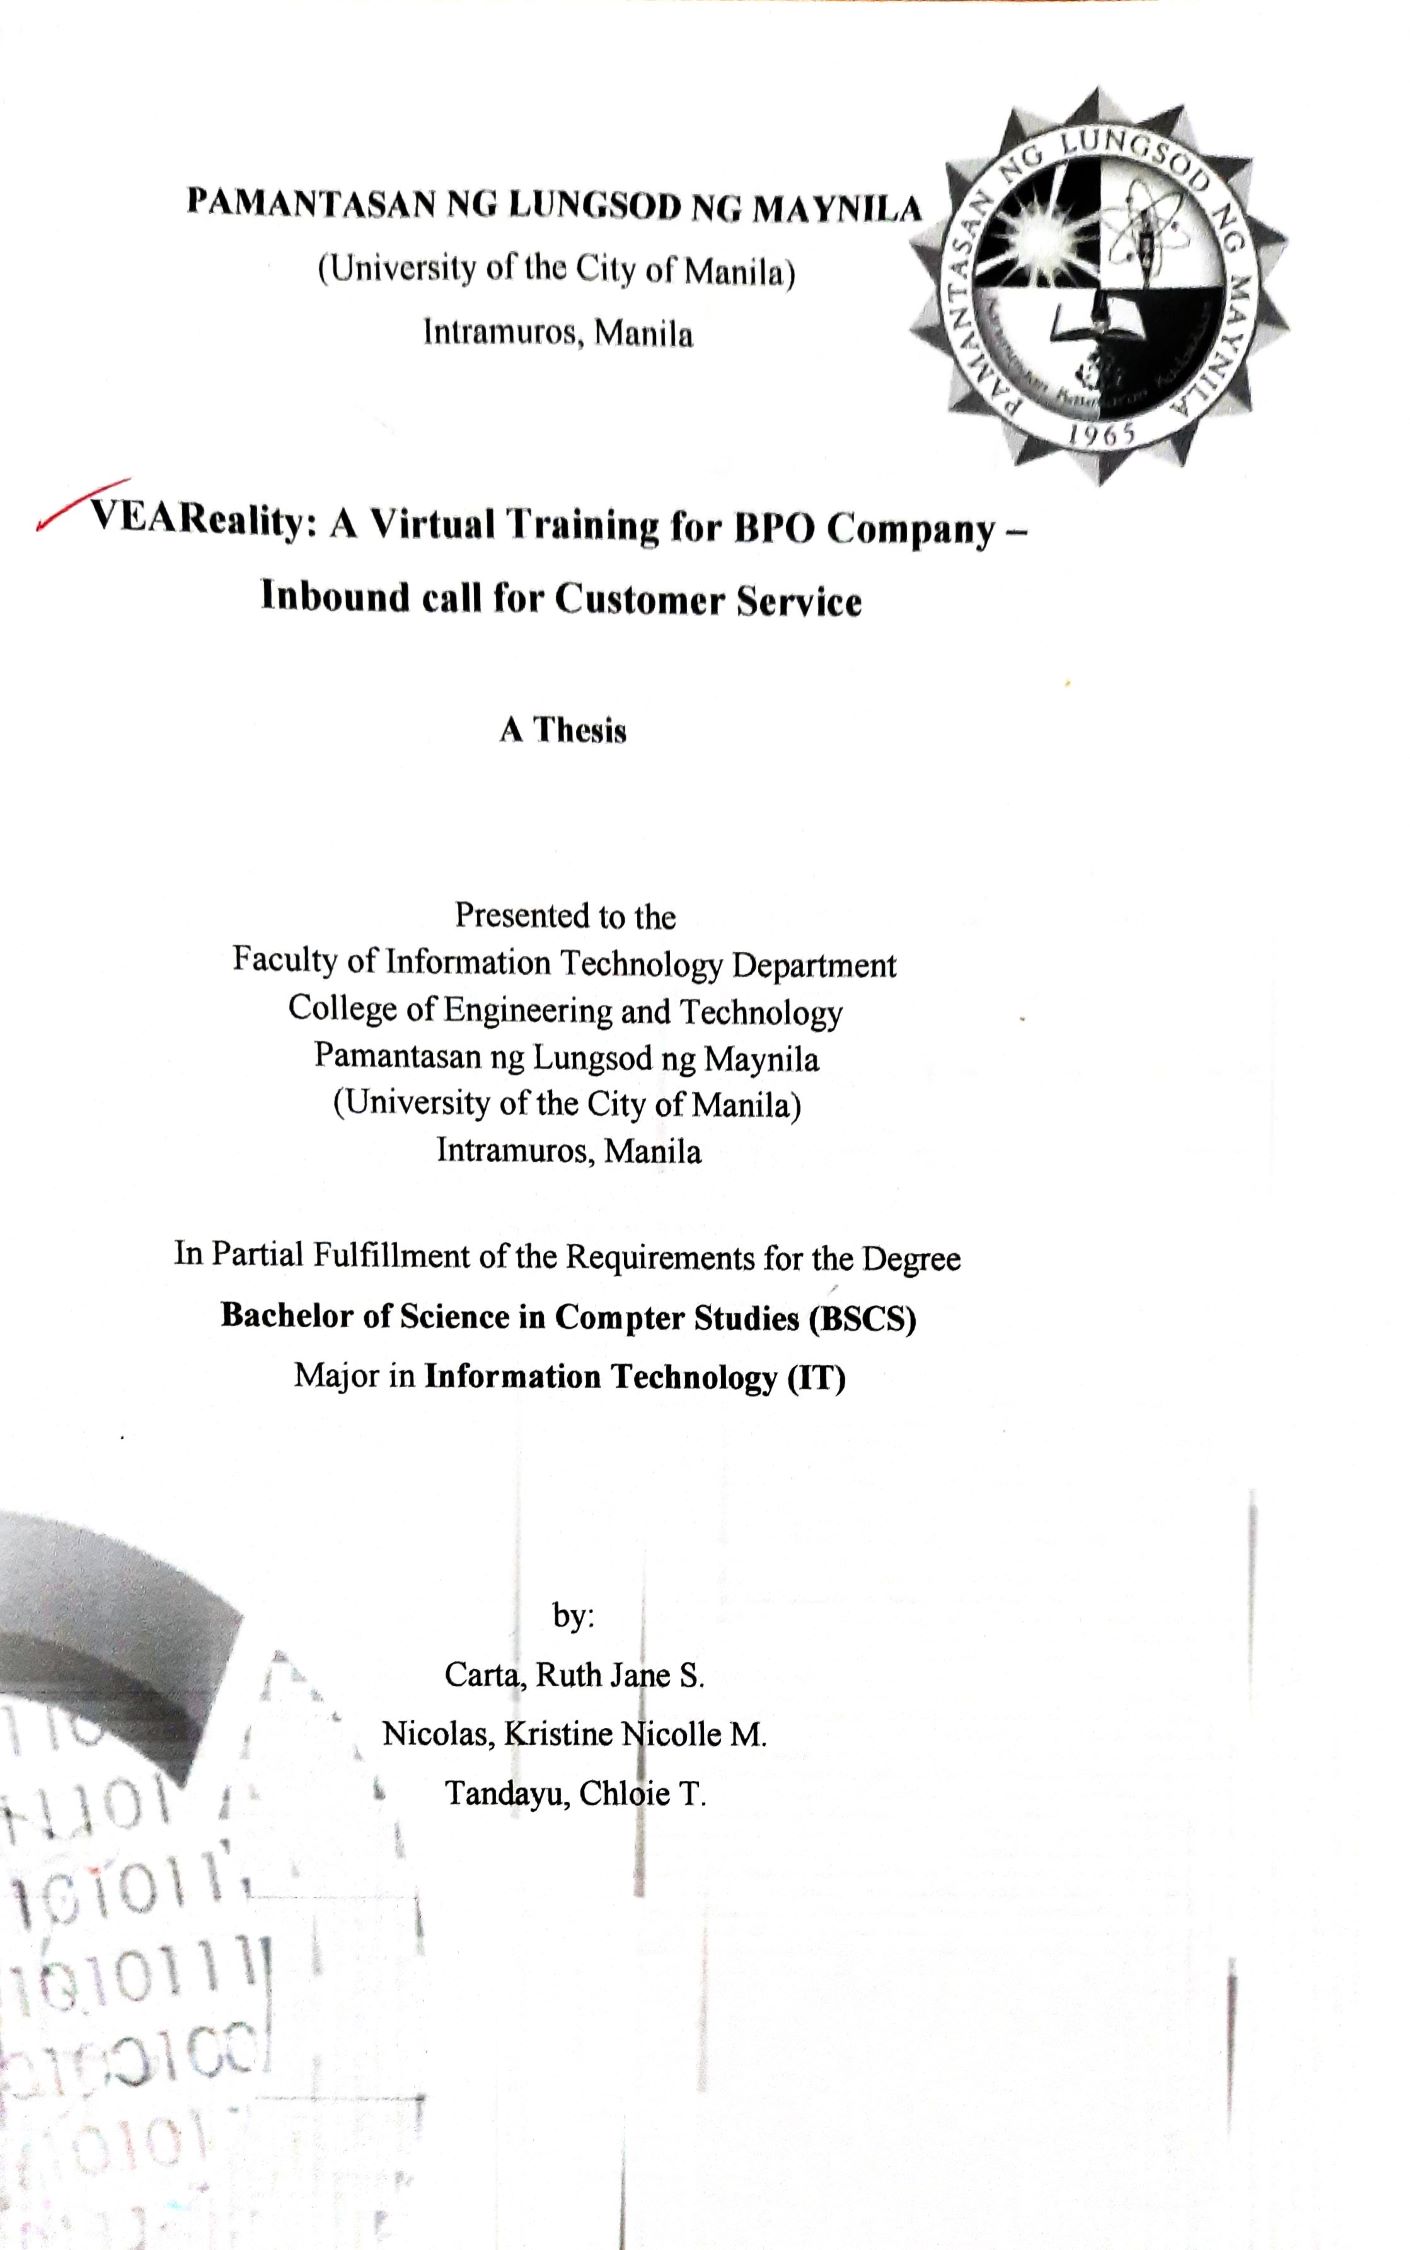 PAMANTASAN NG LUNGSOD NG MAYNILA
(University of the City of Manila)
Intramuros, Manila
PAMANTASAN NG LUNGSOD NG MAYNILA
1965
VEAReality: A Virtual Training for BPO Company –
Inbound call for Customer Service
A Thesis
Presented to the
Faculty of Information Technology Department
College of Engineering and Technology
Pamantasan ng Lungsod ng Maynila
(University of the City of Manila)
Intramuros, Manila
In Partial Fulfillment of the Requirements for the Degree
Bachelor of Science in Compter Studies (BSCS)
Major in Information Technology (IT)
by:
Carta, Ruth Jane S.
Nicolas, Kristine Nicolle M.
Tandayu, Chloie T.